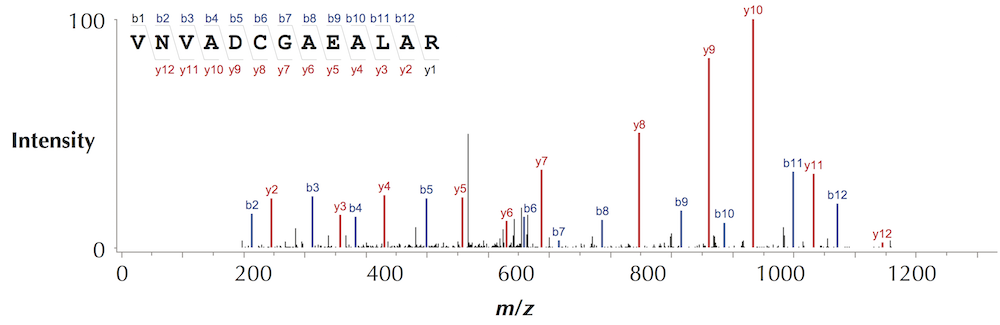 b1 b2 b3 b4 b5 b6 b7 b8 b9 b10 b11 b12
V N V A D C G A E A L A R
y12 y11 y10 y9 y8 y7 y6 y5 y4 y3 y2 y1
100
Intensity
0
b2
y2
b3
y3
b4
y4
b5
y5
y6
b6
y7
b7
b8
y8
b9
y9
b10
y10
b11
y11
b12
y12
0 200 400 600 800 1000 1200
m/z